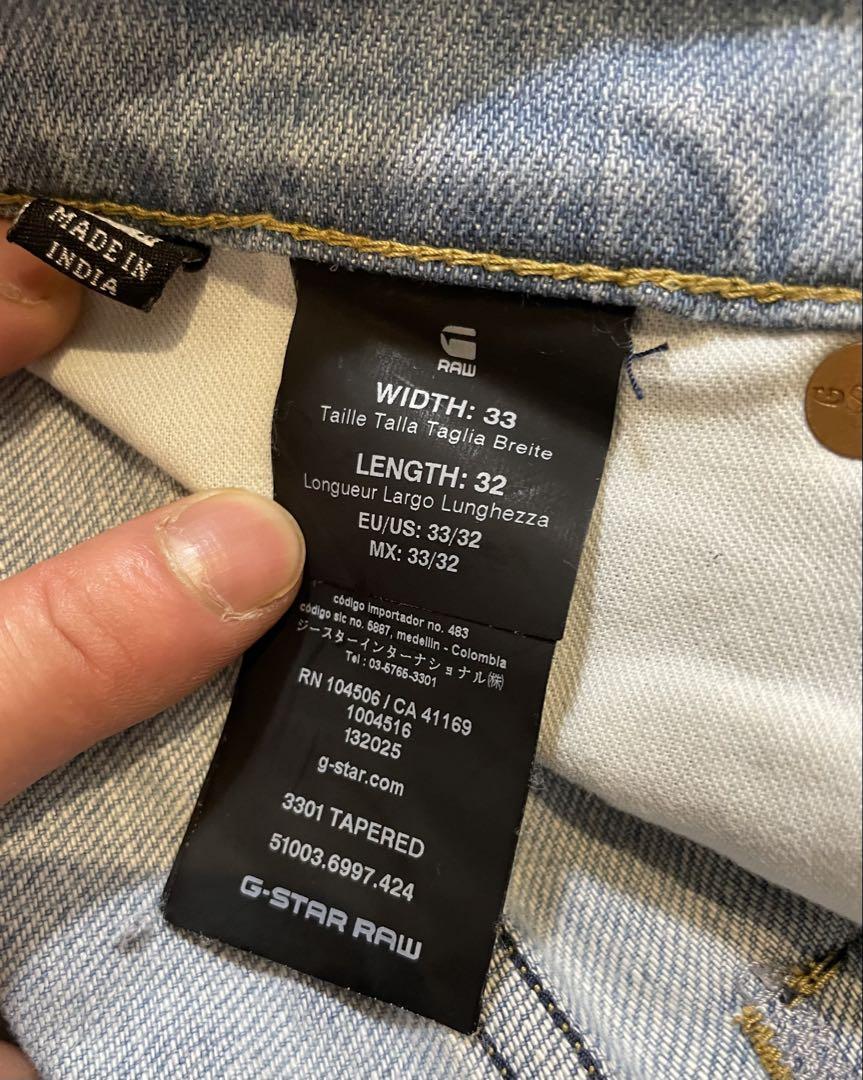 MADE IN
INDIA
RAW
WIDTH: 33
Taille Talla Taglia Breite
LENGTH: 32
Longueur Largo Lunghezza
EU/US: 33/32
MX: 33/32
código importador no. 483
código sic no. 5887, medellin - Colombia
ジースターインターナショナル㈱
Tel : 03-5765-3301
RN 104506 / CA 41169
1004516
132025
g-star.com
3301 TAPERED
51003.6997.424
G-STAR RAW